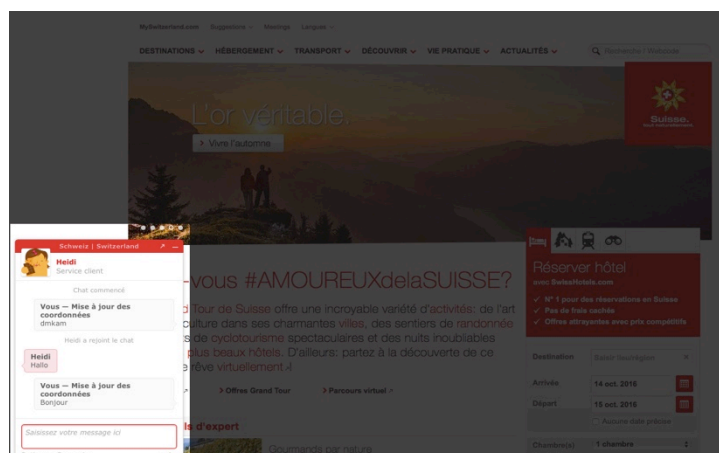 MySwitzerland.com Suggestions Meetings Langues
DESTINATIONS HÉBERGEMENT TRANSPORT DÉCOUVRIR VIE PRATIQUE ACTUALITÉS Recherche / Webcode
L'or véritable.
> Vivre l'automne
Suisse.
tout naturellement.
Schweiz | Switzerland
Heidi
Service client
Chat commencé
Vous — Mise à jour des
coordonnées
dmkam
Heidi a rejoint le chat
Heidi
Hallo
Vous — Mise à jour des
coordonnées
Bonjour
Saisissez votre message ici
-vous #AMOUREUXdelaSUISSE?
d Tour de Suisse offre une incroyable variété d'activités: de l'art
culture dans ses charmantes villes, des sentiers de randonnée
s de cyclotourisme spectaculaires et des nuits inoubliables
plus beaux hôtels. D'ailleurs: partez à la découverte de ce
e rêve virtuellement
> Offres Grand Tour > Parcours virtuel
ls d'expert
Gourmands par nature
Réserver
hôtel
avec SwissHotels.com
✓ N° 1 pour des réservations en Suisse
✓ Pas de frais cachés
✓ Offres attrayantes avec prix compétitifs
Destination Saisir lieu/région
Arrivée 14 oct. 2016
Départ 15 oct. 2016
Aucune date précise
Chambre(s) 1 chambre